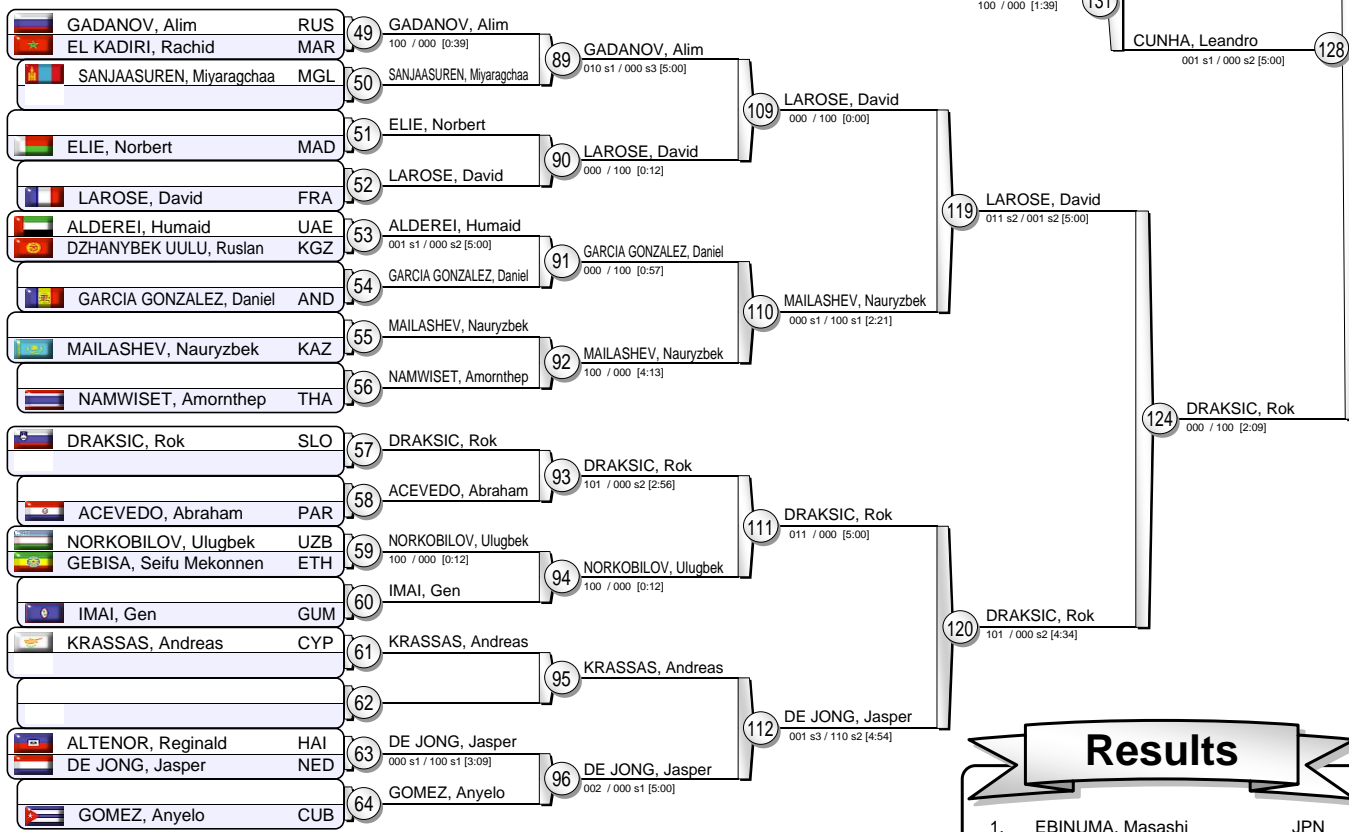 100 / 000 [1:39]
131
CUNHA, Leandro
001 s1 / 000 s2 [5:00]
128
GADANOV, Alim RUS
EL KADIRI, Rachid MAR
49
GADANOV, Alim
100 / 000 [0:39]
SANJAASUREN, Miyaragchaa MGL
50
SANJAASUREN, Miyaragchaa
89
GADANOV, Alim
010 s1 / 000 s3 [5:00]
51
ELIE, Norbert
ELIE, Norbert MAD
52
LAROSE, David
LAROSE, David FRA
90
LAROSE, David
000 / 100 [0:12]
109
LAROSE, David
000 / 100 [0:00]
ALDEREI, Humaid UAE
DZHANYBEK UULU, Ruslan KGZ
53
ALDEREI, Humaid
001 s1 / 000 s2 [5:00]
54
GARCIA GONZALEZ, Daniel
GARCIA GONZALEZ, Daniel AND
91
GARCIA GONZALEZ, Daniel
000 / 100 [0:57]
55
MAILASHEV, Nauryzbek
MAILASHEV, Nauryzbek KAZ
56
NAMWISET, Amornthep
NAMWISET, Amornthep THA
92
MAILASHEV, Nauryzbek
100 / 000 [4:13]
110
MAILASHEV, Nauryzbek
000 s1 / 100 s1 [2:21]
119
LAROSE, David
011 s2 / 001 s2 [5:00]
DRAKSIC, Rok SLO
57
DRAKSIC, Rok
58
ACEVEDO, Abraham
ACEVEDO, Abraham PAR
93
DRAKSIC, Rok
101 / 000 s2 [2:56]
NORKOBILOV, Ulugbek UZB
GEBISA, Seifu Mekonnen ETH
59
NORKOBILOV, Ulugbek
100 / 000 [0:12]
60
IMAI, Gen
IMAI, Gen GUM
94
NORKOBILOV, Ulugbek
100 / 000 [0:12]
111
DRAKSIC, Rok
011 / 000 [5:00]
KRASSAS, Andreas CYP
61
KRASSAS, Andreas
62
95
KRASSAS, Andreas
ALTENOR, Reginald HAI
DE JONG, Jasper NED
63
DE JONG, Jasper
000 s1 / 100 s1 [3:09]
64
GOMEZ, Anyelo
GOMEZ, Anyelo CUB
96
DE JONG, Jasper
002 / 000 s1 [5:00]
112
DE JONG, Jasper
001 s3 / 110 s2 [4:54]
120
DRAKSIC, Rok
101 / 000 s2 [4:34]
124
DRAKSIC, Rok
000 / 100 [2:09]
Results
1. EBINUMA, Masashi JPN